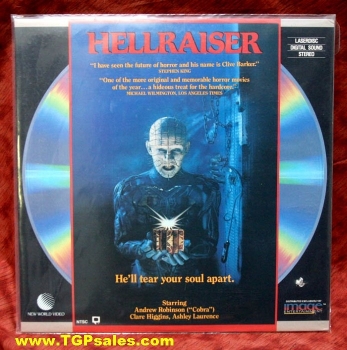 HELLRAISER
LASERDISC
DIGITAL SOUND
STEREO
"I have seen the future of horror and his name is Clive Barker."
STEPHEN KING
"One of the more original and memorable horror movies
of the year...a hideous treat for the hardcore."
MICHAEL WILMINGTON, LOS ANGELES TIMES
He'll tear your soul apart.
Starring
Andrew Robinson ("Cobra")
Clare Higgins, Ashley Laurence
NEW WORLD VIDEO
NTSC
image
www.TGPsales.com